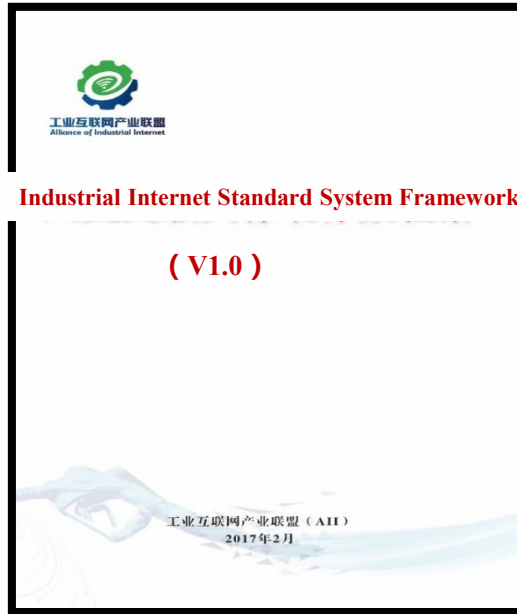 工业互联网产业联盟
Alliance of Industrial Internet
Industrial Internet Standard System Framework
（V1.0）
工业互联网产业联盟（AII）
2017年2月